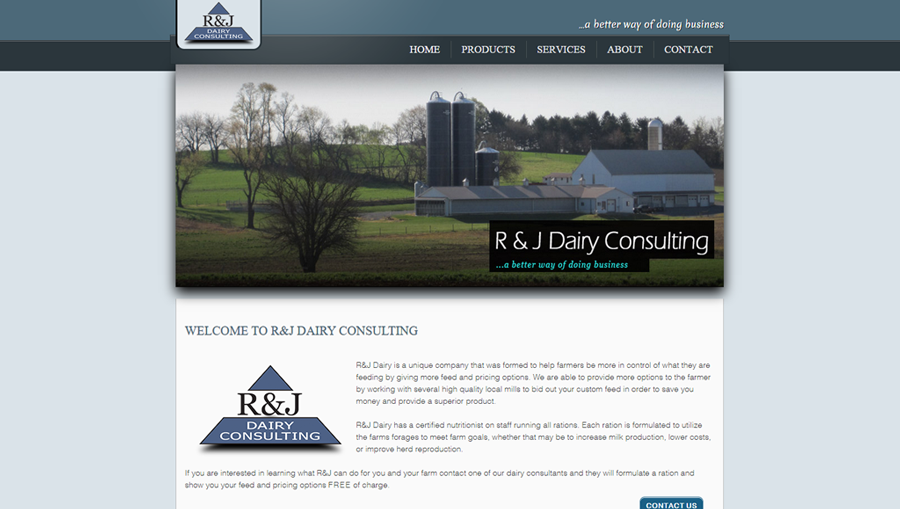 R&J
DAIRY
CONSULTING
...a better way of doing business
HOME PRODUCTS SERVICES ABOUT CONTACT
R & J Dairy Consulting
...a better way of doing business
WELCOME TO R&J DAIRY CONSULTING
R&J
DAIRY
CONSULTING
R&J Dairy is a unique company that was formed to help farmers be more in control of what they are
feeding by giving more feed and pricing options. We are able to provide more options to the farmer
by working with several high quality local mills to bid out your custom feed in order to save you
money and provide a superior product.
R&J Dairy has a certified nutritionist on staff running all rations. Each ration is formulated to utilize
the farms forages to meet farm goals, whether that may be to increase milk production, lower costs,
or improve herd reproduction.
If you are interested in learning what R&J can do for you and your farm contact one of our dairy consultants and they will formulate a ration and
show you your feed and pricing options FREE of charge.
CONTACT US